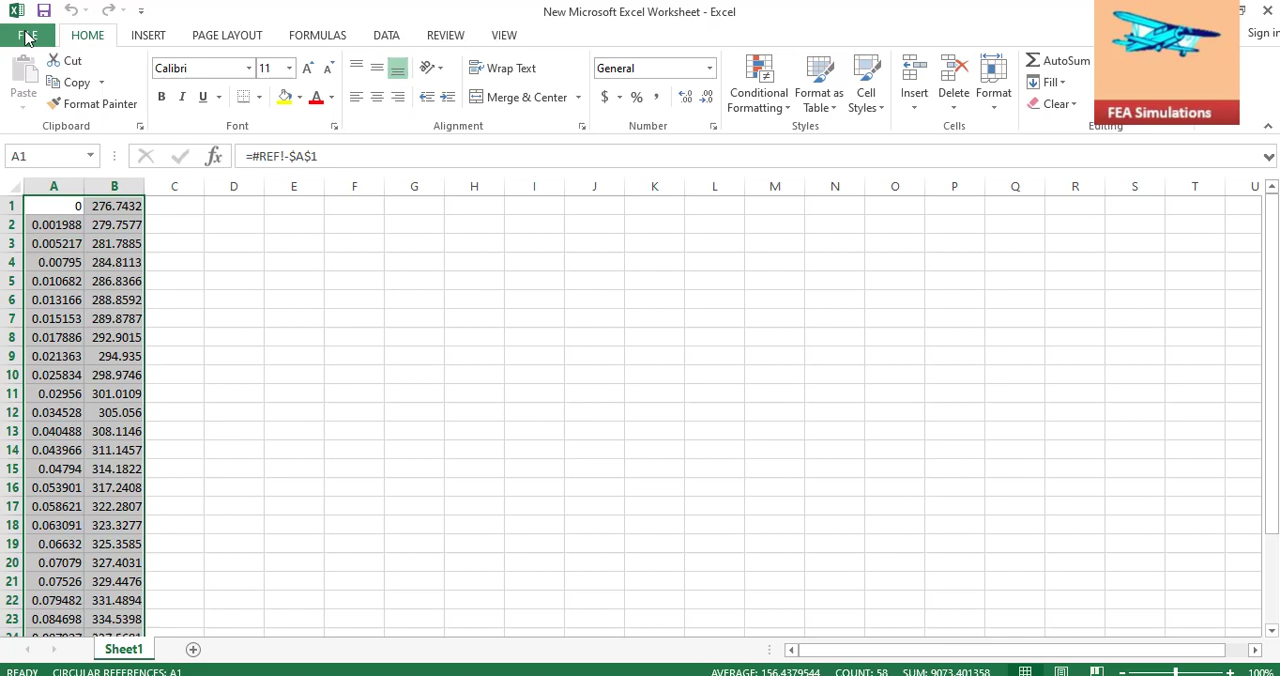 New Microsoft Excel Worksheet - Excel
FILE HOME INSERT PAGE LAYOUT FORMULAS DATA REVIEW VIEW Sign in
Paste
Cut
Copy
Format Painter
Clipboard
Calibri 11
B I U
Font
Wrap Text
Merge & Center
Alignment
General
$ % ,
Number
Conditional Formatting
Format as Table
Cell Styles
Styles
Insert
Delete
Format
Cells
AutoSum
Fill
Clear
Editing
FEA Simulations
A1 fx =#REF!-$A$1
A B C D E F G H I J K L M N O P Q R S T U
1 0 276.7432
2 0.001988 279.7577
3 0.005217 281.7885
4 0.00795 284.8113
5 0.010682 286.8366
6 0.013166 288.8592
7 0.015153 289.8787
8 0.017886 292.9015
9 0.021363 294.935
10 0.025834 298.9746
11 0.02956 301.0109
12 0.034528 305.056
13 0.040488 308.1146
14 0.043966 311.1457
15 0.04794 314.1822
16 0.053901 317.2408
17 0.058621 322.2807
18 0.063091 323.3277
19 0.06632 325.3585
20 0.07079 327.4031
21 0.07526 329.4476
22 0.079482 331.4894
23 0.084698 334.5398
Sheet1
READY CIRCULAR REFERENCES: A1 AVERAGE: 156.4379544 COUNT: 58 SUM: 9073.401358 100%